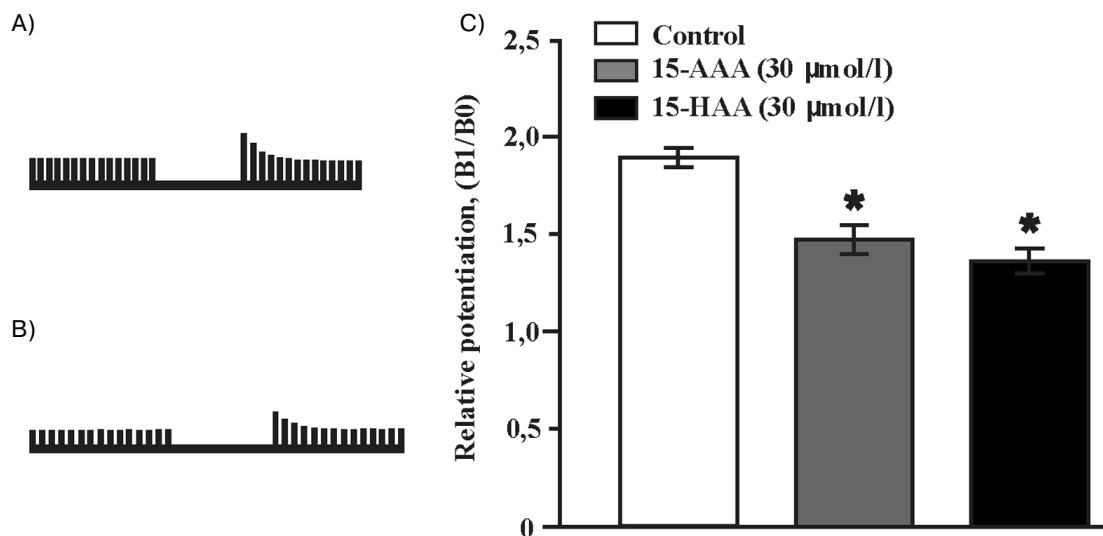 A)
B)
C)
Relative potentiation, (B1/B0)
2,5
2,0
1,5
1,0
0,5
0
Control
15-AAA (30 µmol/l)
15-HAA (30 µmol/l)
*
*